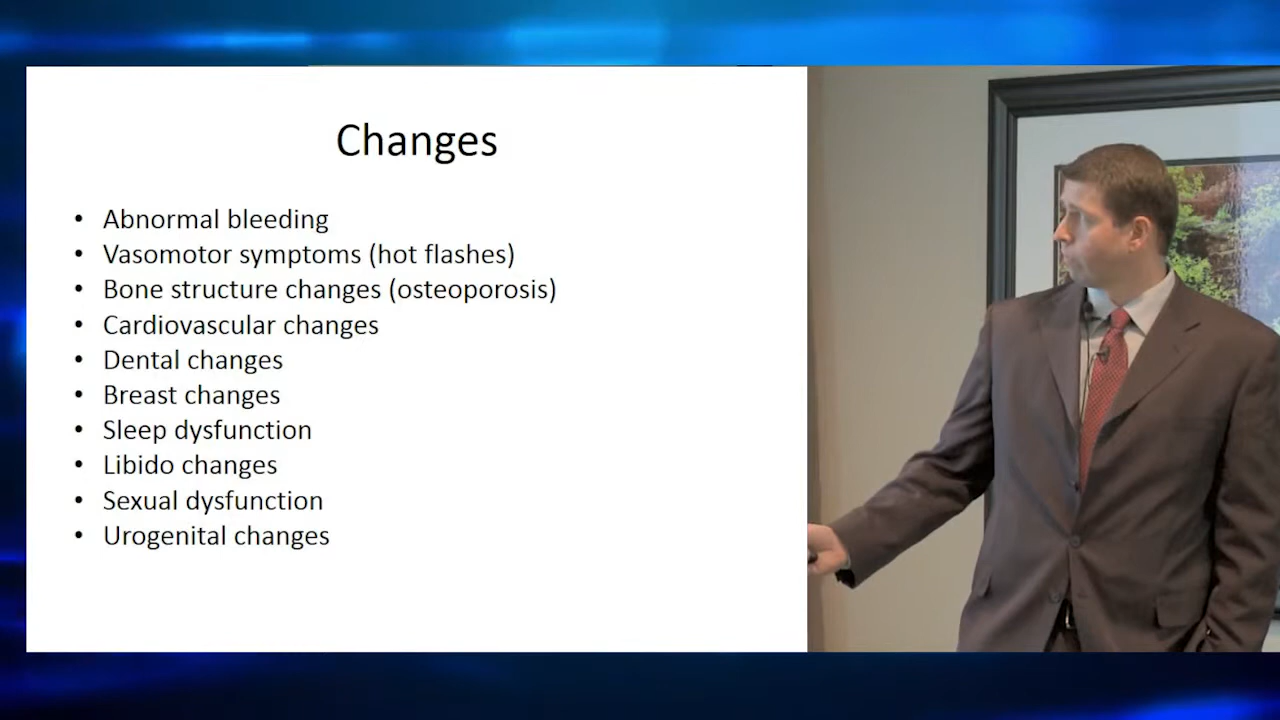 Changes
• Abnormal bleeding
• Vasomotor symptoms (hot flashes)
• Bone structure changes (osteoporosis)
• Cardiovascular changes
• Dental changes
• Breast changes
• Sleep dysfunction
• Libido changes
• Sexual dysfunction
• Urogenital changes